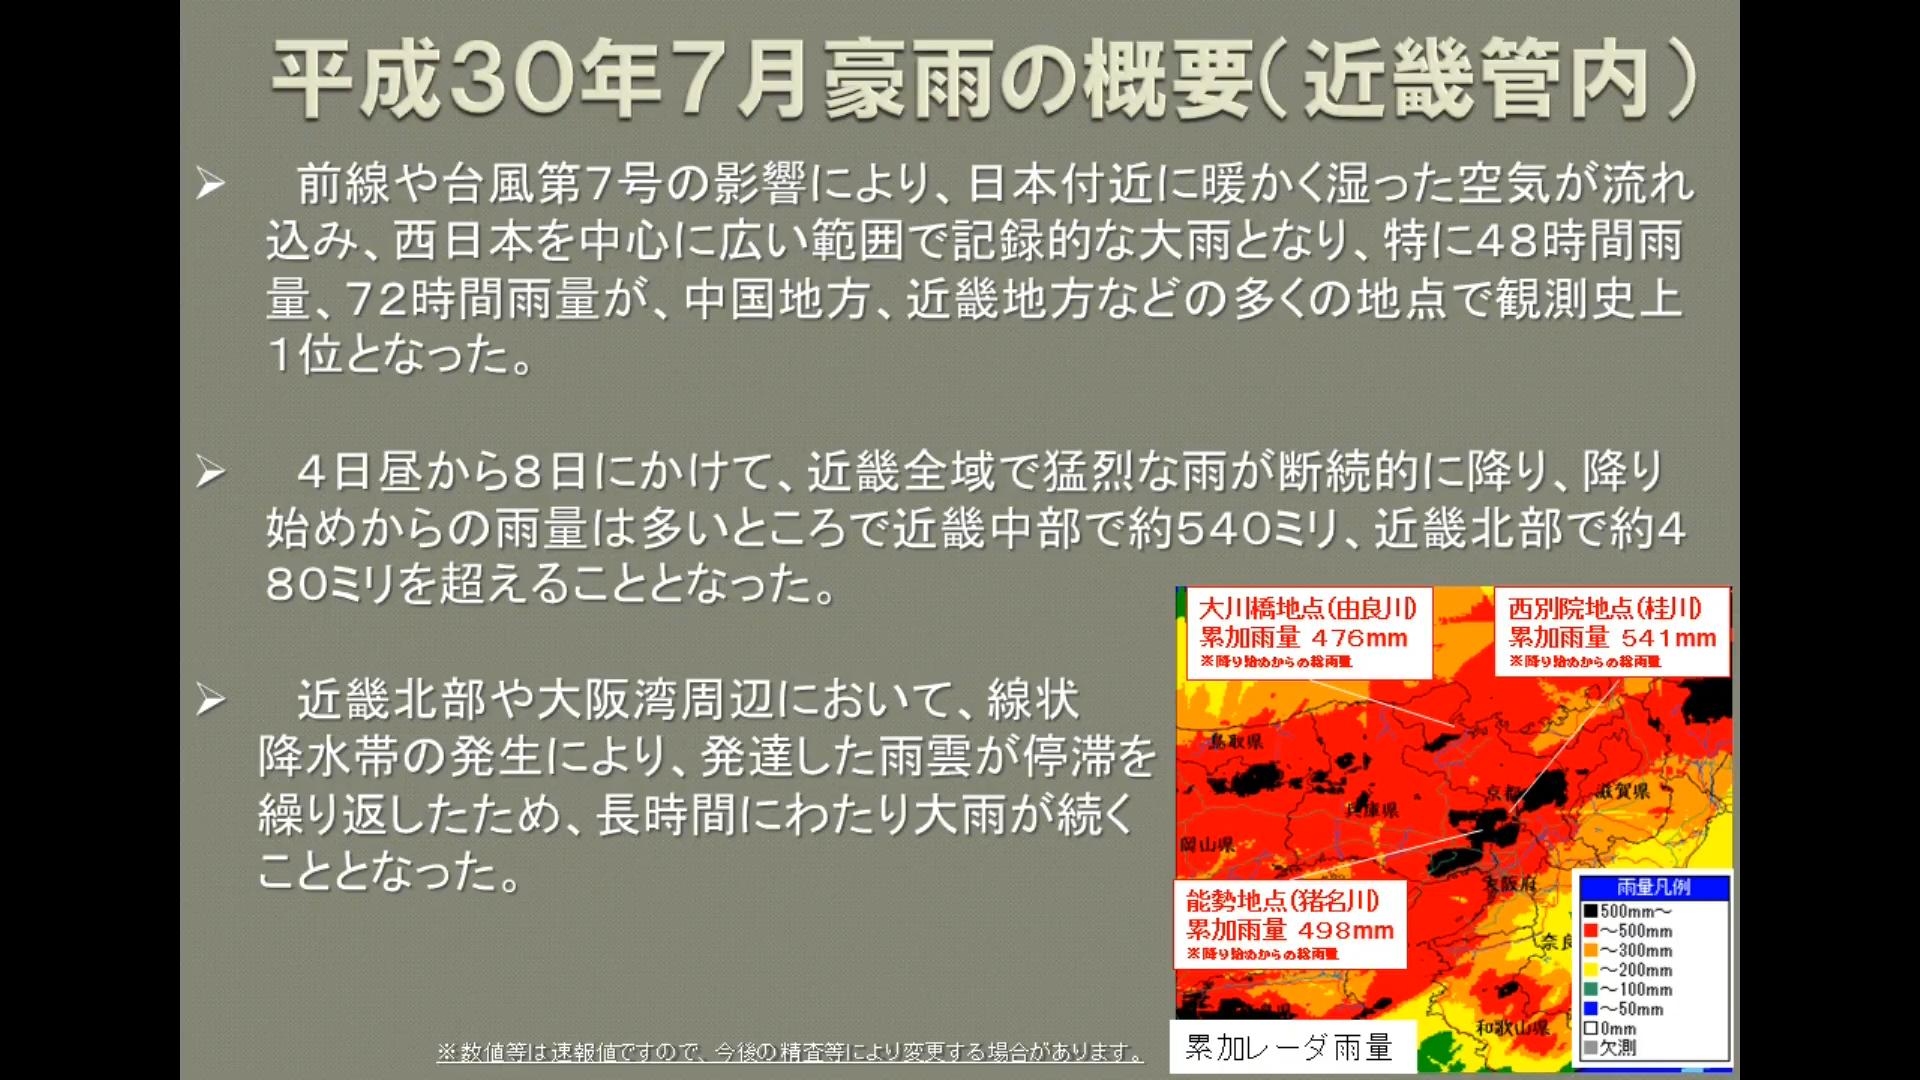 平成30年7月豪雨の概要(近畿管内)
➢ 前線や台風第7号の影響により、日本付近に暖かく湿った空気が流れ
込み、西日本を中心に広い範囲で記録的な大雨となり、特に48時間雨
量、72時間雨量が、中国地方、近畿地方などの多くの地点で観測史上
1位となった。
➢ 4日昼から8日にかけて、近畿全域で猛烈な雨が断続的に降り、降り
始めからの雨量は多いところで近畿中部で約540ミリ、近畿北部で約4
80ミリを超えることとなった。
➢ 近畿北部や大阪湾周辺において、線状
降水帯の発生により、発達した雨雲が停滞を
繰り返したため、長時間にわたり大雨が続く
こととなった。
※数値等は速報値ですので、今後の精査等により変更する場合があります。
大川橋地点(由良川)
累加雨量 476mm
※降り始めからの総雨量
西別院地点(桂川)
累加雨量 541mm
※降り始めからの総雨量
鳥取県
兵庫県
京都
滋賀県
岡山県
大阪府
奈良
和歌山県
能勢地点(猪名川)
累加雨量 498mm
※降り始めからの総雨量
雨量凡例
500mm～
～500mm
～300mm
～200mm
～100mm
～50mm
0mm
欠測
累加レーダ雨量